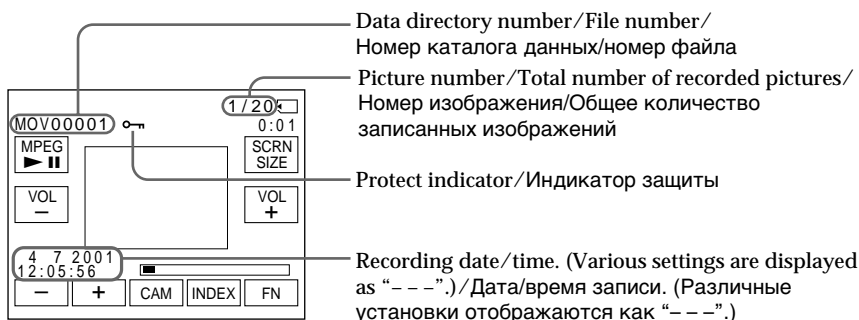 Data directory number/File number/
Номер каталога данных/номер файла
Picture number/Total number of recorded pictures/
Номер изображения/Общее количество
записанных изображений
1/20
MOV00001
0:01
MPEG
SCRN
SIZE
Protect indicator/Индикатор защиты
VOL
–
VOL
+
4 7 2001
12:05:56
Recording date/time. (Various settings are displayed
as “– – –”.)/Дата/время записи. (Различные
установки отображаются как “– – –”.)
– + CAM INDEX FN